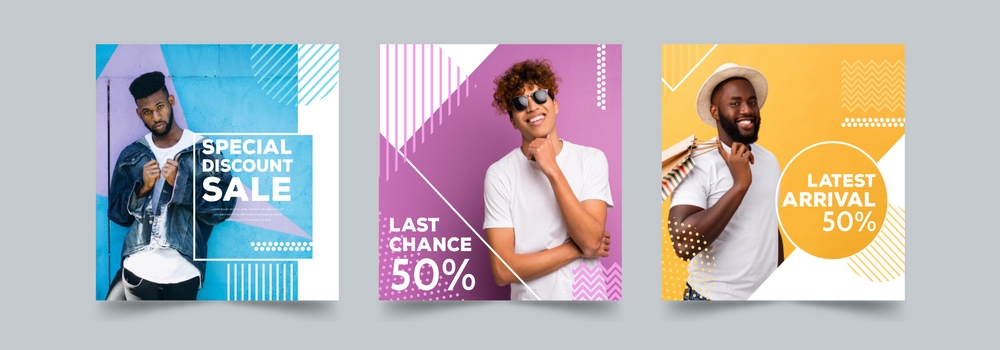 SPECIAL
DISCOUNT
SALE
LAST
CHANCE
50%
LATEST
ARRIVAL
50%